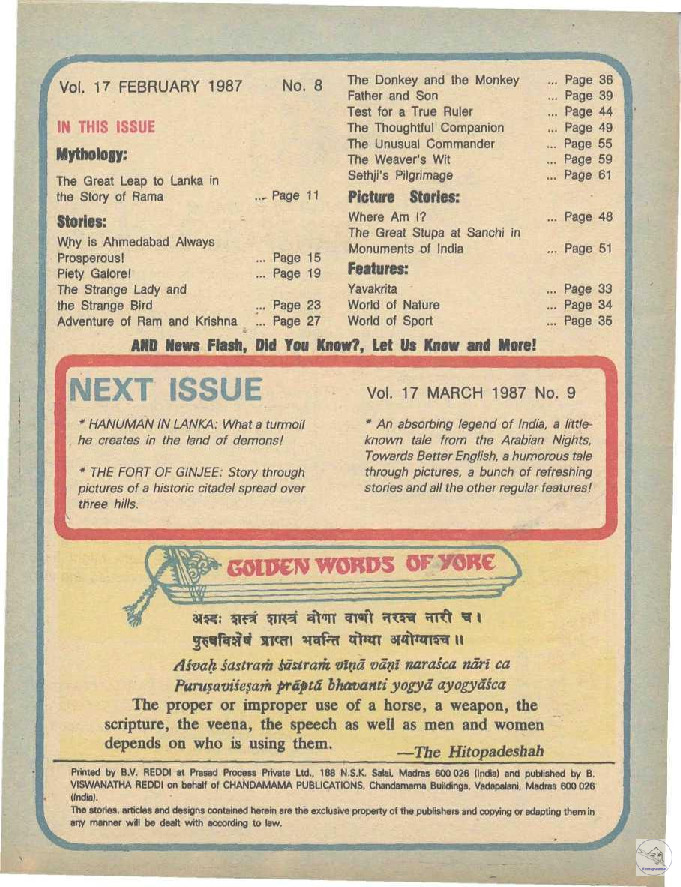 Vol. 17 FEBRUARY 1987 No. 8
IN THIS ISSUE
Mythology:
The Great Leap to Lanka in
the Story of Rama ... Page 11
Stories:
Why is Ahmedabad Always
Prosperous! ... Page 15
Piety Galore! ... Page 19
The Strange Lady and
the Strange Bird ... Page 23
Adventure of Ram and Krishna ... Page 27
The Donkey and the Monkey ... Page 36
Father and Son ... Page 39
Test for a True Ruler ... Page 44
The Thoughtful Companion ... Page 49
The Unusual Commander ... Page 55
The Weaver's Wit ... Page 59
Sethji's Pilgrimage ... Page 61
Picture Stories:
Where Am I? ... Page 48
The Great Stupa at Sanchi in
Monuments of India ... Page 51
Features:
Yavakrita ... Page 33
World of Nature ... Page 34
World of Sport ... Page 35
AND News Flash, Did You Know?, Let Us Know and More!
NEXT ISSUE
Vol. 17 MARCH 1987 No. 9
* HANUMAN IN LANKA: What a turmoil
he creates in the land of demons!
* THE FORT OF GINJEE: Story through
pictures of a historic citadel spread over
three hills.
* An absorbing legend of India, a little-
known tale from the Arabian Nights,
Towards Better English, a humorous tale
through pictures, a bunch of refreshing
stories and all the other regular features!
GOLDEN WORDS OF YORE
अश्वः शस्त्रं शास्त्रं वीणा वाणी नरश्च नारी च।
पुरुषविशेषं प्राप्ता भवन्ति योग्या अयोग्याश्च॥
Aśvaḥ śastraṁ śāstraṁ vīṇā vāṇī naraśca nāri ca
Puruṣaviśeṣaṁ prāptā bhavanti yogyā ayogyāśca
The proper or improper use of a horse, a weapon, the
scripture, the veena, the speech as well as men and women
depends on who is using them.
—The Hitopadeshah
Printed by B.V. REDDI at Prasad Process Private Ltd., 188 N.S.K. Salai, Madras 600 026 (India) and published by B.
VISWANATHA REDDI on behalf of CHANDAMAMA PUBLICATIONS, Chandamama Buildings, Vadapalani, Madras 600 026
(India).
The stories, articles and designs contained herein are the exclusive property of the publishers and copying or adapting them in
any manner will be dealt with according to law.